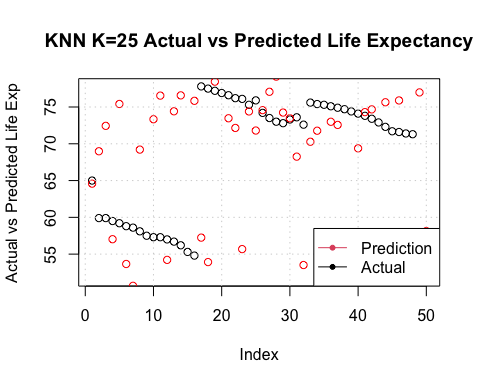 KNN K=25 Actual vs Predicted Life Expectancy
Actual vs Predicted Life Exp
75
70
65
60
55
Prediction
Actual
0
10
20
30
40
50
Index